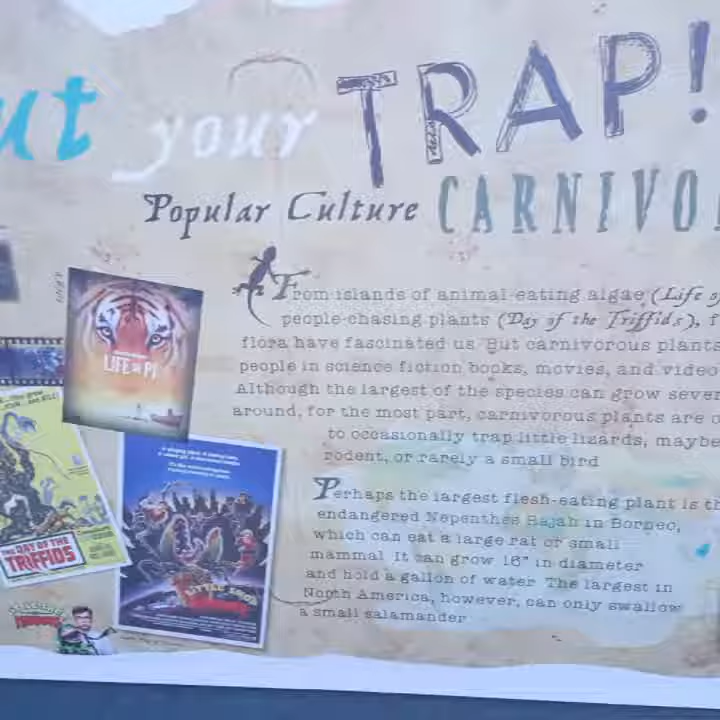 ut your TRAP!
Popular Culture CARNIVO
From islands of animal-eating algae (Life o
people-chasing plants (Day of the Triffids), f
flora have fascinated us. But carnivorous plants
people in science fiction books, movies, and video
Although the largest of the species can grow sever
around, for the most part, carnivorous plants are o
to occasionally trap little lizards, maybe
rodent, or rarely a small bird
Perhaps the largest flesh-eating plant is th
endangered Nepenthes Rajah in Borneo,
which can eat a large rat or small
mammal. It can grow 16" in diameter
and hold a gallon of water. The largest in
North America, however, can only swallow
a small salamander
LIFE OF PI
THE DAY OF THE
TRIFFIDS
LITTLE SHOP